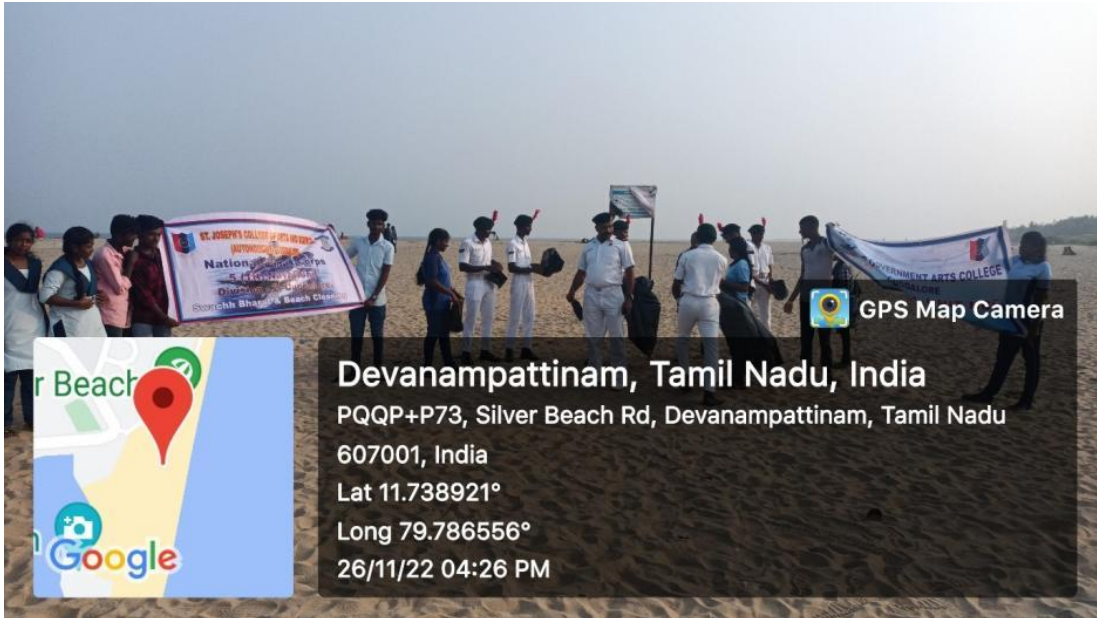 ST. JOSEPH'S COLLEGE OF ARTS AND
(AUTONOMOUS)
National Corps
Swachh Bharat & Beach Cleaning
GOVERNMENT ARTS COLLEGE
GPS Map Camera
r Beach
Google
Devanampattinam, Tamil Nadu, India
PQQP+P73, Silver Beach Rd, Devanampattinam, Tamil Nadu
607001, India
Lat 11.738921°
Long 79.786556°
26/11/22 04:26 PM